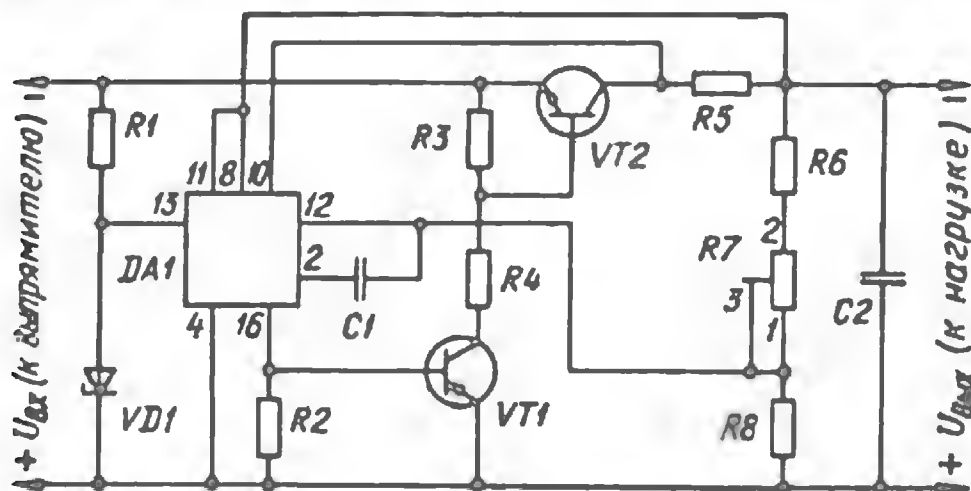 + Uвх (к выпрямителю) –
R1
R3
VT2
R5
R6
11
8
10
13
12
DA1
2
C1
R4
4
16
2
R7
3
1
C2
VD1
R2
VT1
R8
+ Uвых (к нагрузке) –